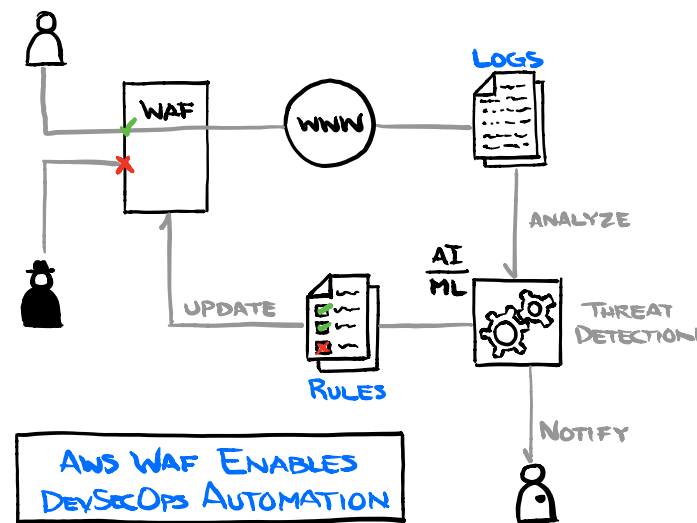 LOGS
WAF
WWW
ANALYZE
AI
ML
UPDATE
THREAT
DETECTION
RULES
NOTIFY
AWS WAF ENABLES
DEVSECOPS AUTOMATION